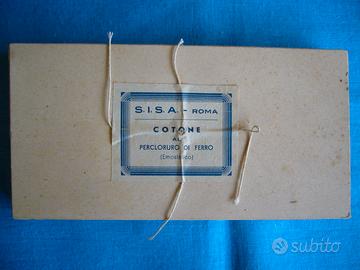 S.I.S.A. - ROMA
COTONE
AL
PERCLORURO DI FERRO
(Emostatico)
subito